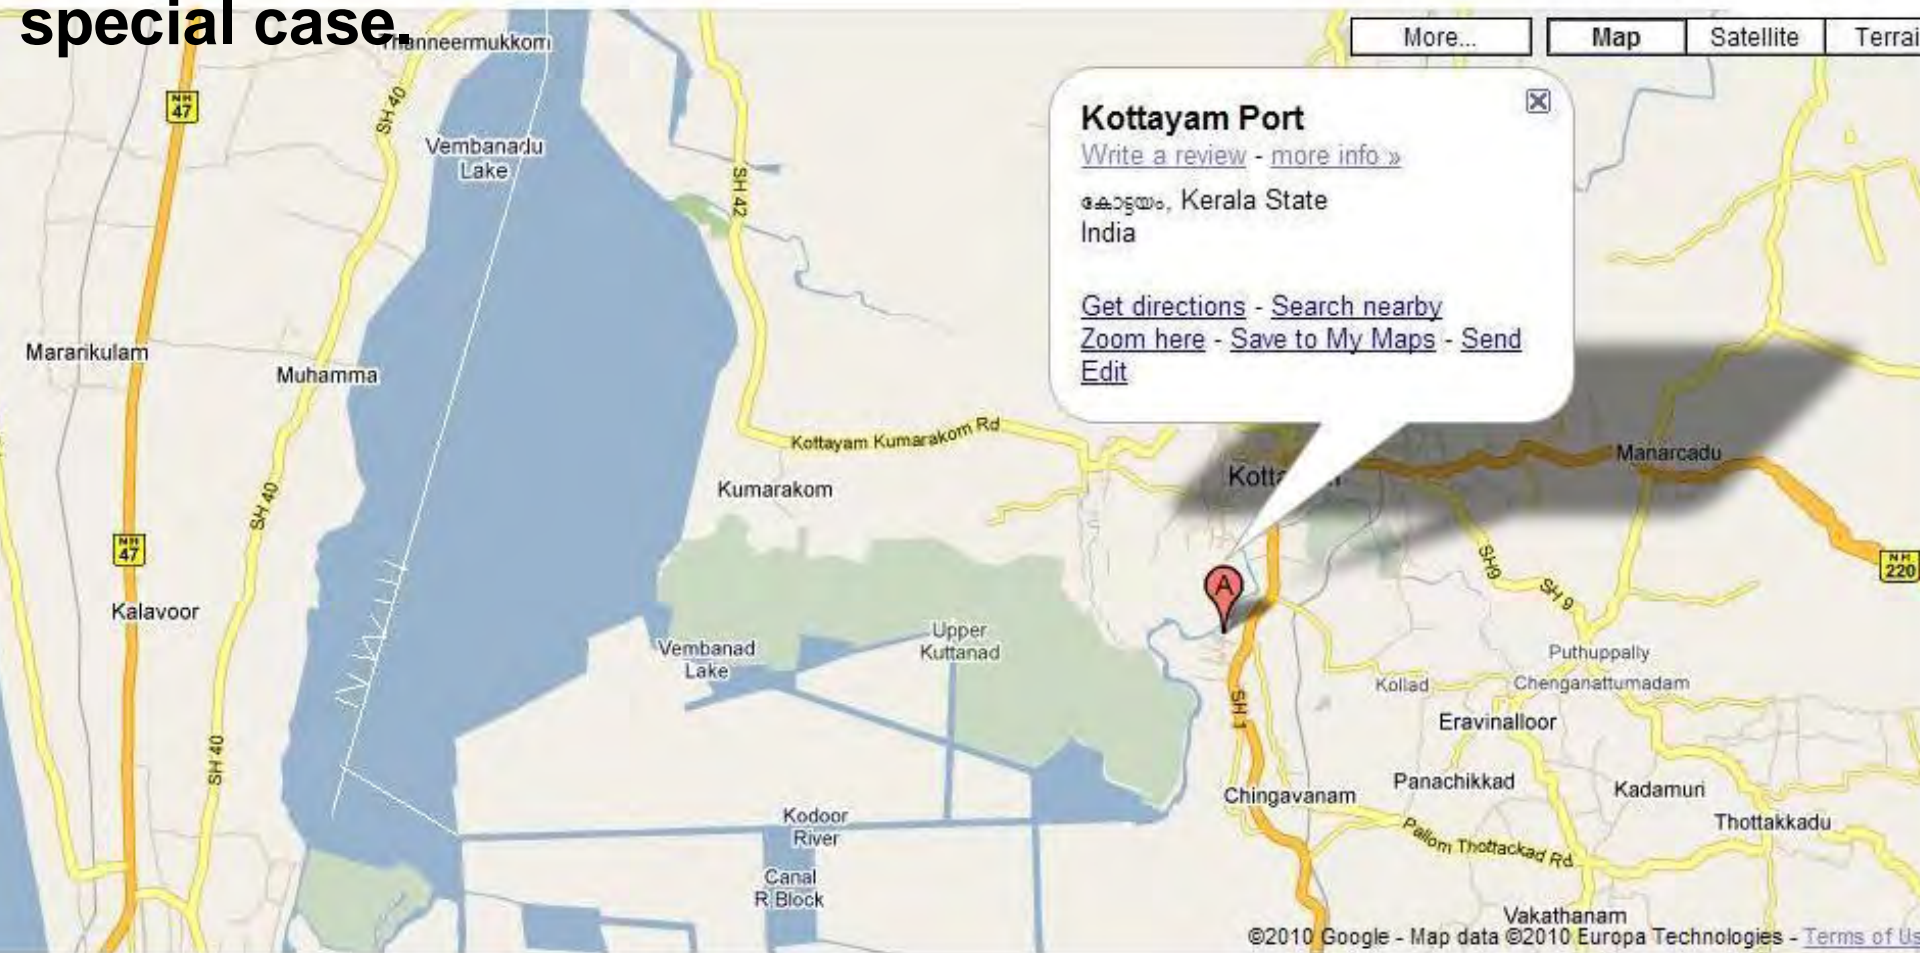 special case.
Thanneermukkom
More...
Map
Satellite
Terrai
NH
47
SH 40
Vembanadu
Lake
SH 42
Kottayam Port
Write a review - more info »
കോട്ടയം, Kerala State
India
Get directions - Search nearby
Zoom here - Save to My Maps - Send
Edit
Mararikulam
Muhamma
Kottayam Kumarakom Rd
Manarcadu
Kumarakom
SH 40
NH
47
SH9
NH
220
A
SH 9
Kalavoor
Vembanad
Lake
Upper
Kuttanad
Puthuppally
Kollad
Chenganattumadam
SH 1
Eravinalloor
SH 40
Panachikkad
Kadamuri
Chingavanam
Kodoor
River
Thottakkadu
Pallom Thottackad Rd
Canal
R Block
Vakathanam
©2010 Google - Map data ©2010 Europa Technologies - Terms of Us